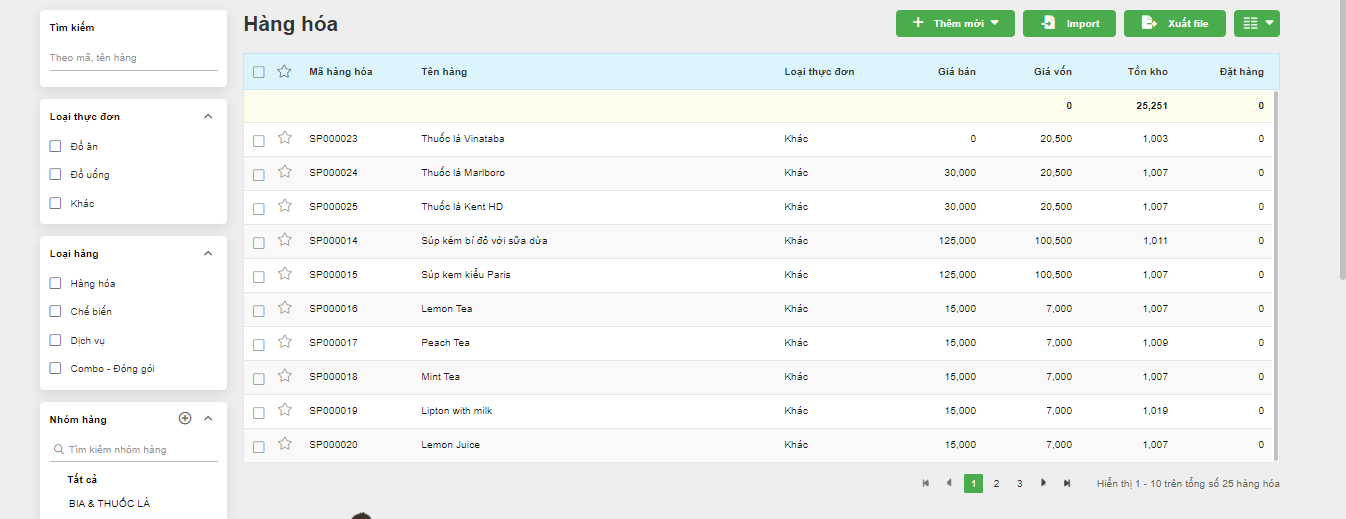 Tìm kiếm
Theo mã, tên hàng
Loại thực đơn
Đồ ăn
Đồ uống
Khác
Loại hàng
Hàng hóa
Chế biến
Dịch vụ
Combo - Đóng gói
Nhóm hàng
Tìm kiếm nhóm hàng
Tất cả
BIA & THUỐC LÁ
Hàng hóa
Thêm mới Import Xuất file
Mã hàng hóa Tên hàng Loại thực đơn Giá bán Giá vốn Tồn kho Đặt hàng
0 25,251 0
SP000023 Thuốc lá Vinataba Khác 0 20,500 1,003 0
SP000024 Thuốc lá Marlboro Khác 30,000 20,500 1,007 0
SP000025 Thuốc lá Kent HD Khác 30,000 20,500 1,007 0
SP000014 Súp kém bí đỏ với sữa dừa Khác 125,000 100,500 1,011 0
SP000015 Súp kem kiểu Paris Khác 125,000 100,500 1,007 0
SP000016 Lemon Tea Khác 15,000 7,000 1,007 0
SP000017 Peach Tea Khác 15,000 7,000 1,009 0
SP000018 Mint Tea Khác 15,000 7,000 1,007 0
SP000019 Lipton with milk Khác 15,000 7,000 1,019 0
SP000020 Lemon Juice Khác 15,000 7,000 1,007 0
1 2 3 Hiển thị 1 - 10 trên tổng số 25 hàng hóa